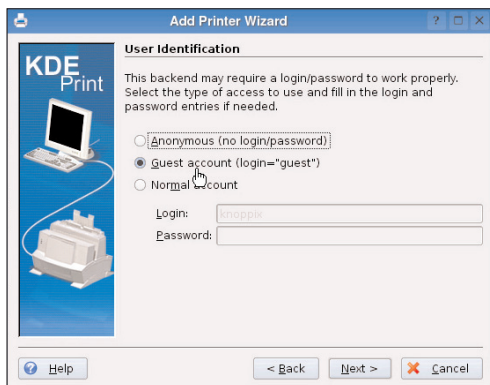 Add Printer Wizard
?
KDE
Print
User Identification
This backend may require a login/password to work properly.
Select the type of access to use and fill in the login and
password entries if needed.
Anonymous (no login/password)
Guest account (login="guest")
Normal account
Login: knoppix
Password:
Help
< Back
Next >
Cancel